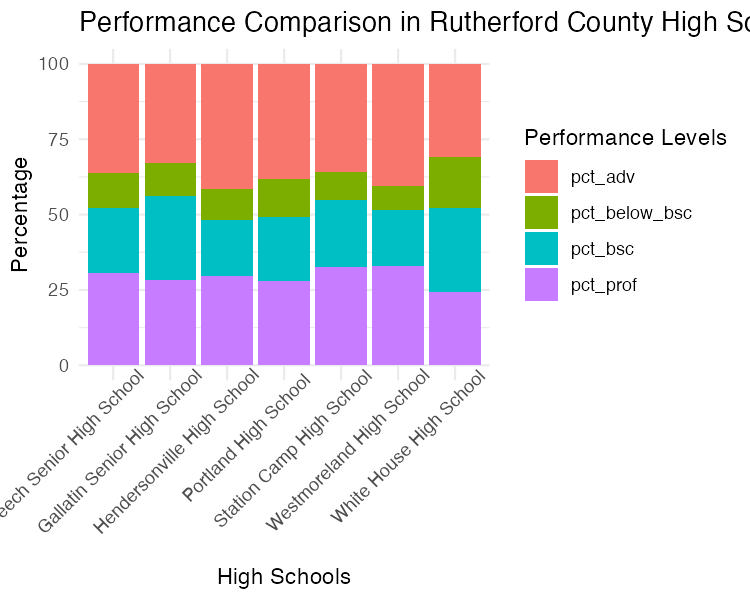 Performance Comparison in Rutherford County High
100
75
50
25
0
Percentage
Senior High School
Gallatin Senior High School
Hendersonville High School
Portland High School
Station Camp High School
Westmoreland High School
White House High School
High Schools
Performance Levels
pct_adv
pct_below_bsc
pct_bsc
pct_prof